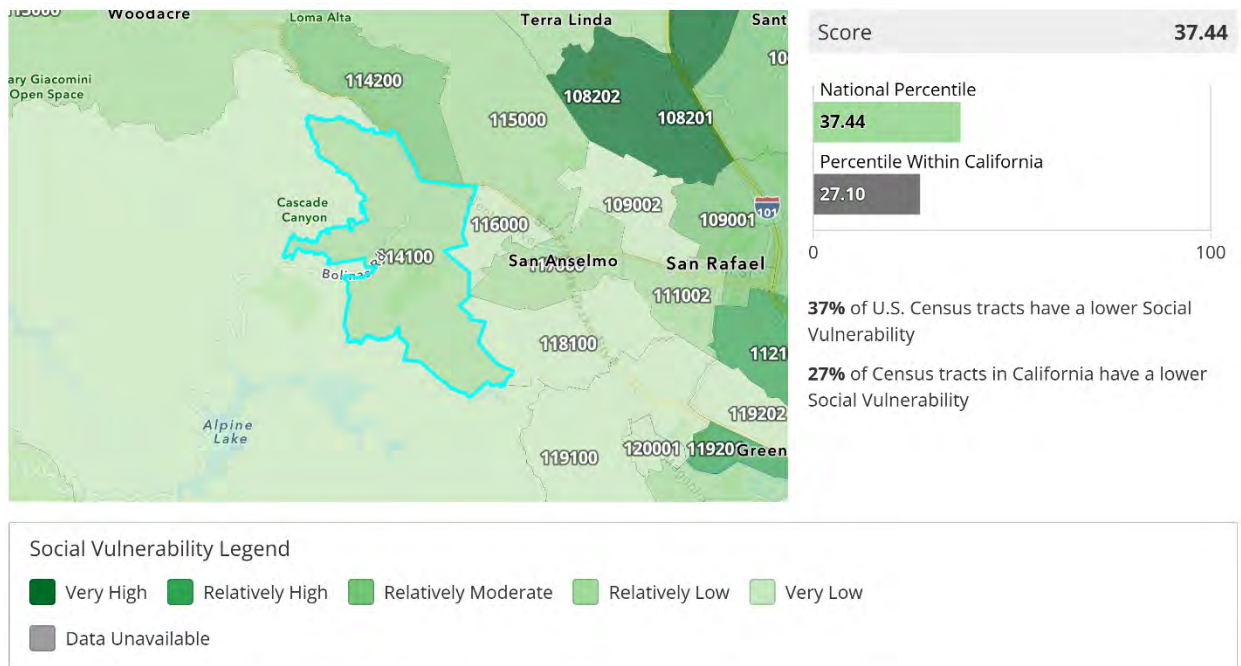 Woodacre
Loma Alta
Terra Linda
Sant
ary Giacomini
Open Space
114200
108202
108201
115000
Cascade
Canyon
116000
109002
109001
101
114100
Bolinas
San Anselmo
San Rafael
111002
118100
1121
Alpine
Lake
119202
119100
120001
Green
Score
37.44
National Percentile
37.44
Percentile Within California
27.10
0
100
37% of U.S. Census tracts have a lower Social
Vulnerability
27% of Census tracts in California have a lower
Social Vulnerability
Social Vulnerability Legend
Very High
Relatively High
Relatively Moderate
Relatively Low
Very Low
Data Unavailable